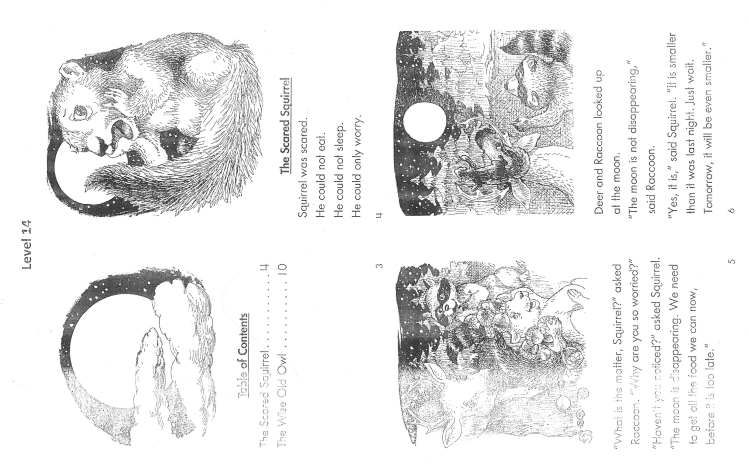 Level 14
Table of Contents
The Scared Squirrel . . . . . . . . . . . 4
The Wise Old Owl . . . . . . . . . . 10
3
The Scared Squirrel
Squirrel was scared.
He could not eat.
He could not sleep.
He could only worry.
4
"What is the matter, Squirrel?" asked
Raccoon. "Why are you so worried?"
"Haven't you noticed?" asked Squirrel.
"The moon is disappearing. We need
to get all the food we can now,
before it is too late."
5
Deer and Raccoon looked up
at the moon.
"The moon is not disappearing,"
said Raccoon.
"Yes, it is," said Squirrel. "It is smaller
than it was last night. Just wait.
Tomorrow, it will be even smaller."
6